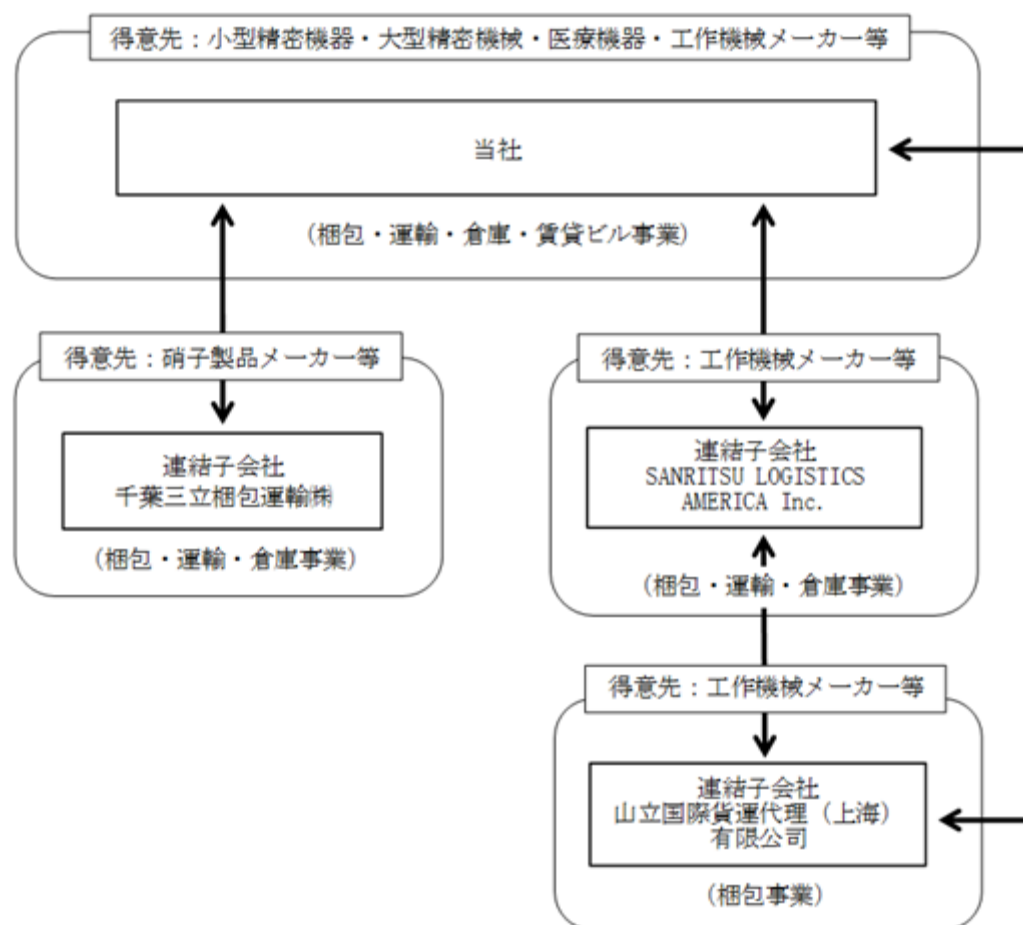 得意先：小型精密機器・大型精密機械・医療機器・工作機械メーカー等
当社
(梱包・運輸・倉庫・賃貸ビル事業)
得意先：硝子製品メーカー等
連結子会社
千葉三立梱包運輸㈱
(梱包・運輸・倉庫事業)
得意先：工作機械メーカー等
連結子会社
SANRITSU LOGISTICS
AMERICA Inc.
(梱包・運輸・倉庫事業)
得意先：工作機械メーカー等
連結子会社
山立国際貨運代理（上海）
有限公司
(梱包事業)